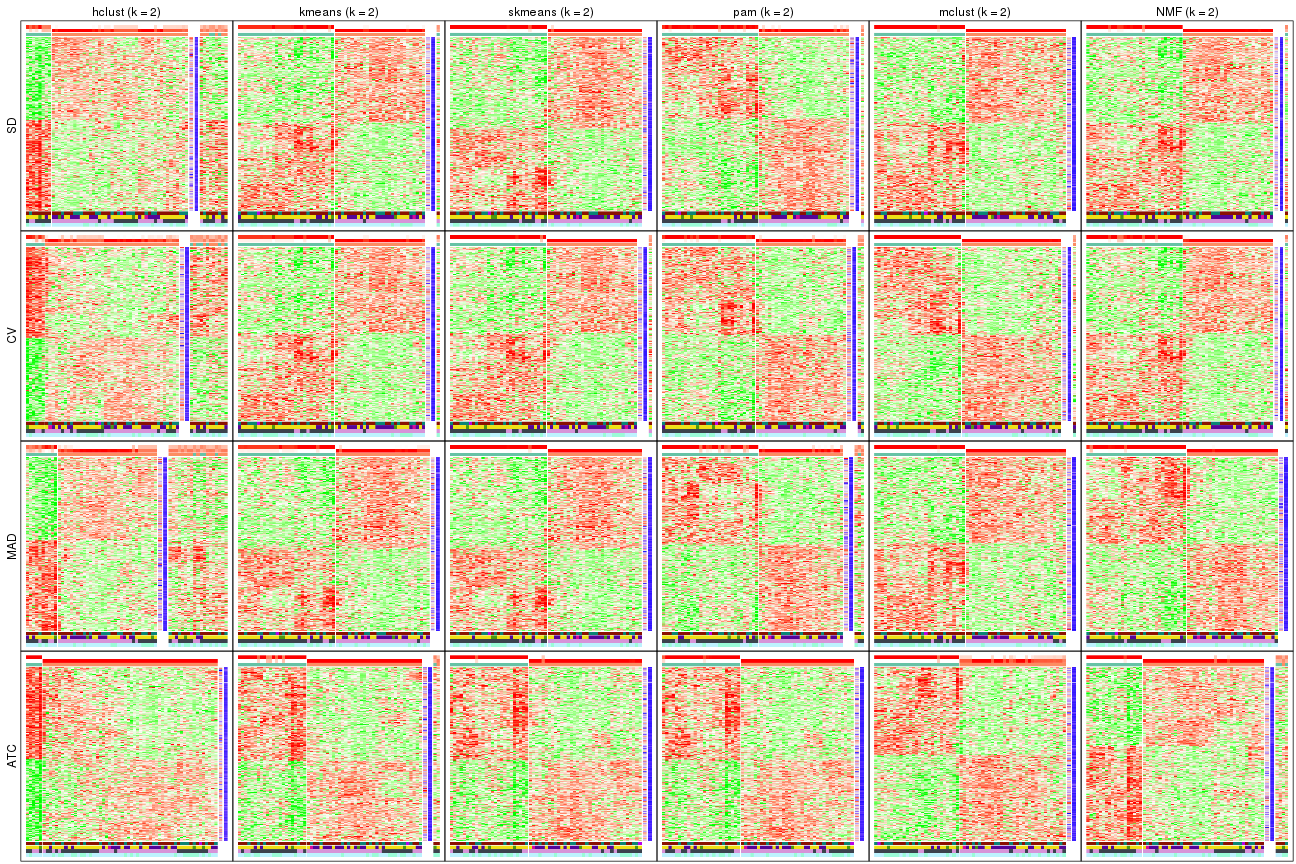 hclust (k = 2) kmeans (k = 2) skmeans (k = 2) pam (k = 2) mclust (k = 2) NMF (k = 2)
SD
CV
MAD
ATC